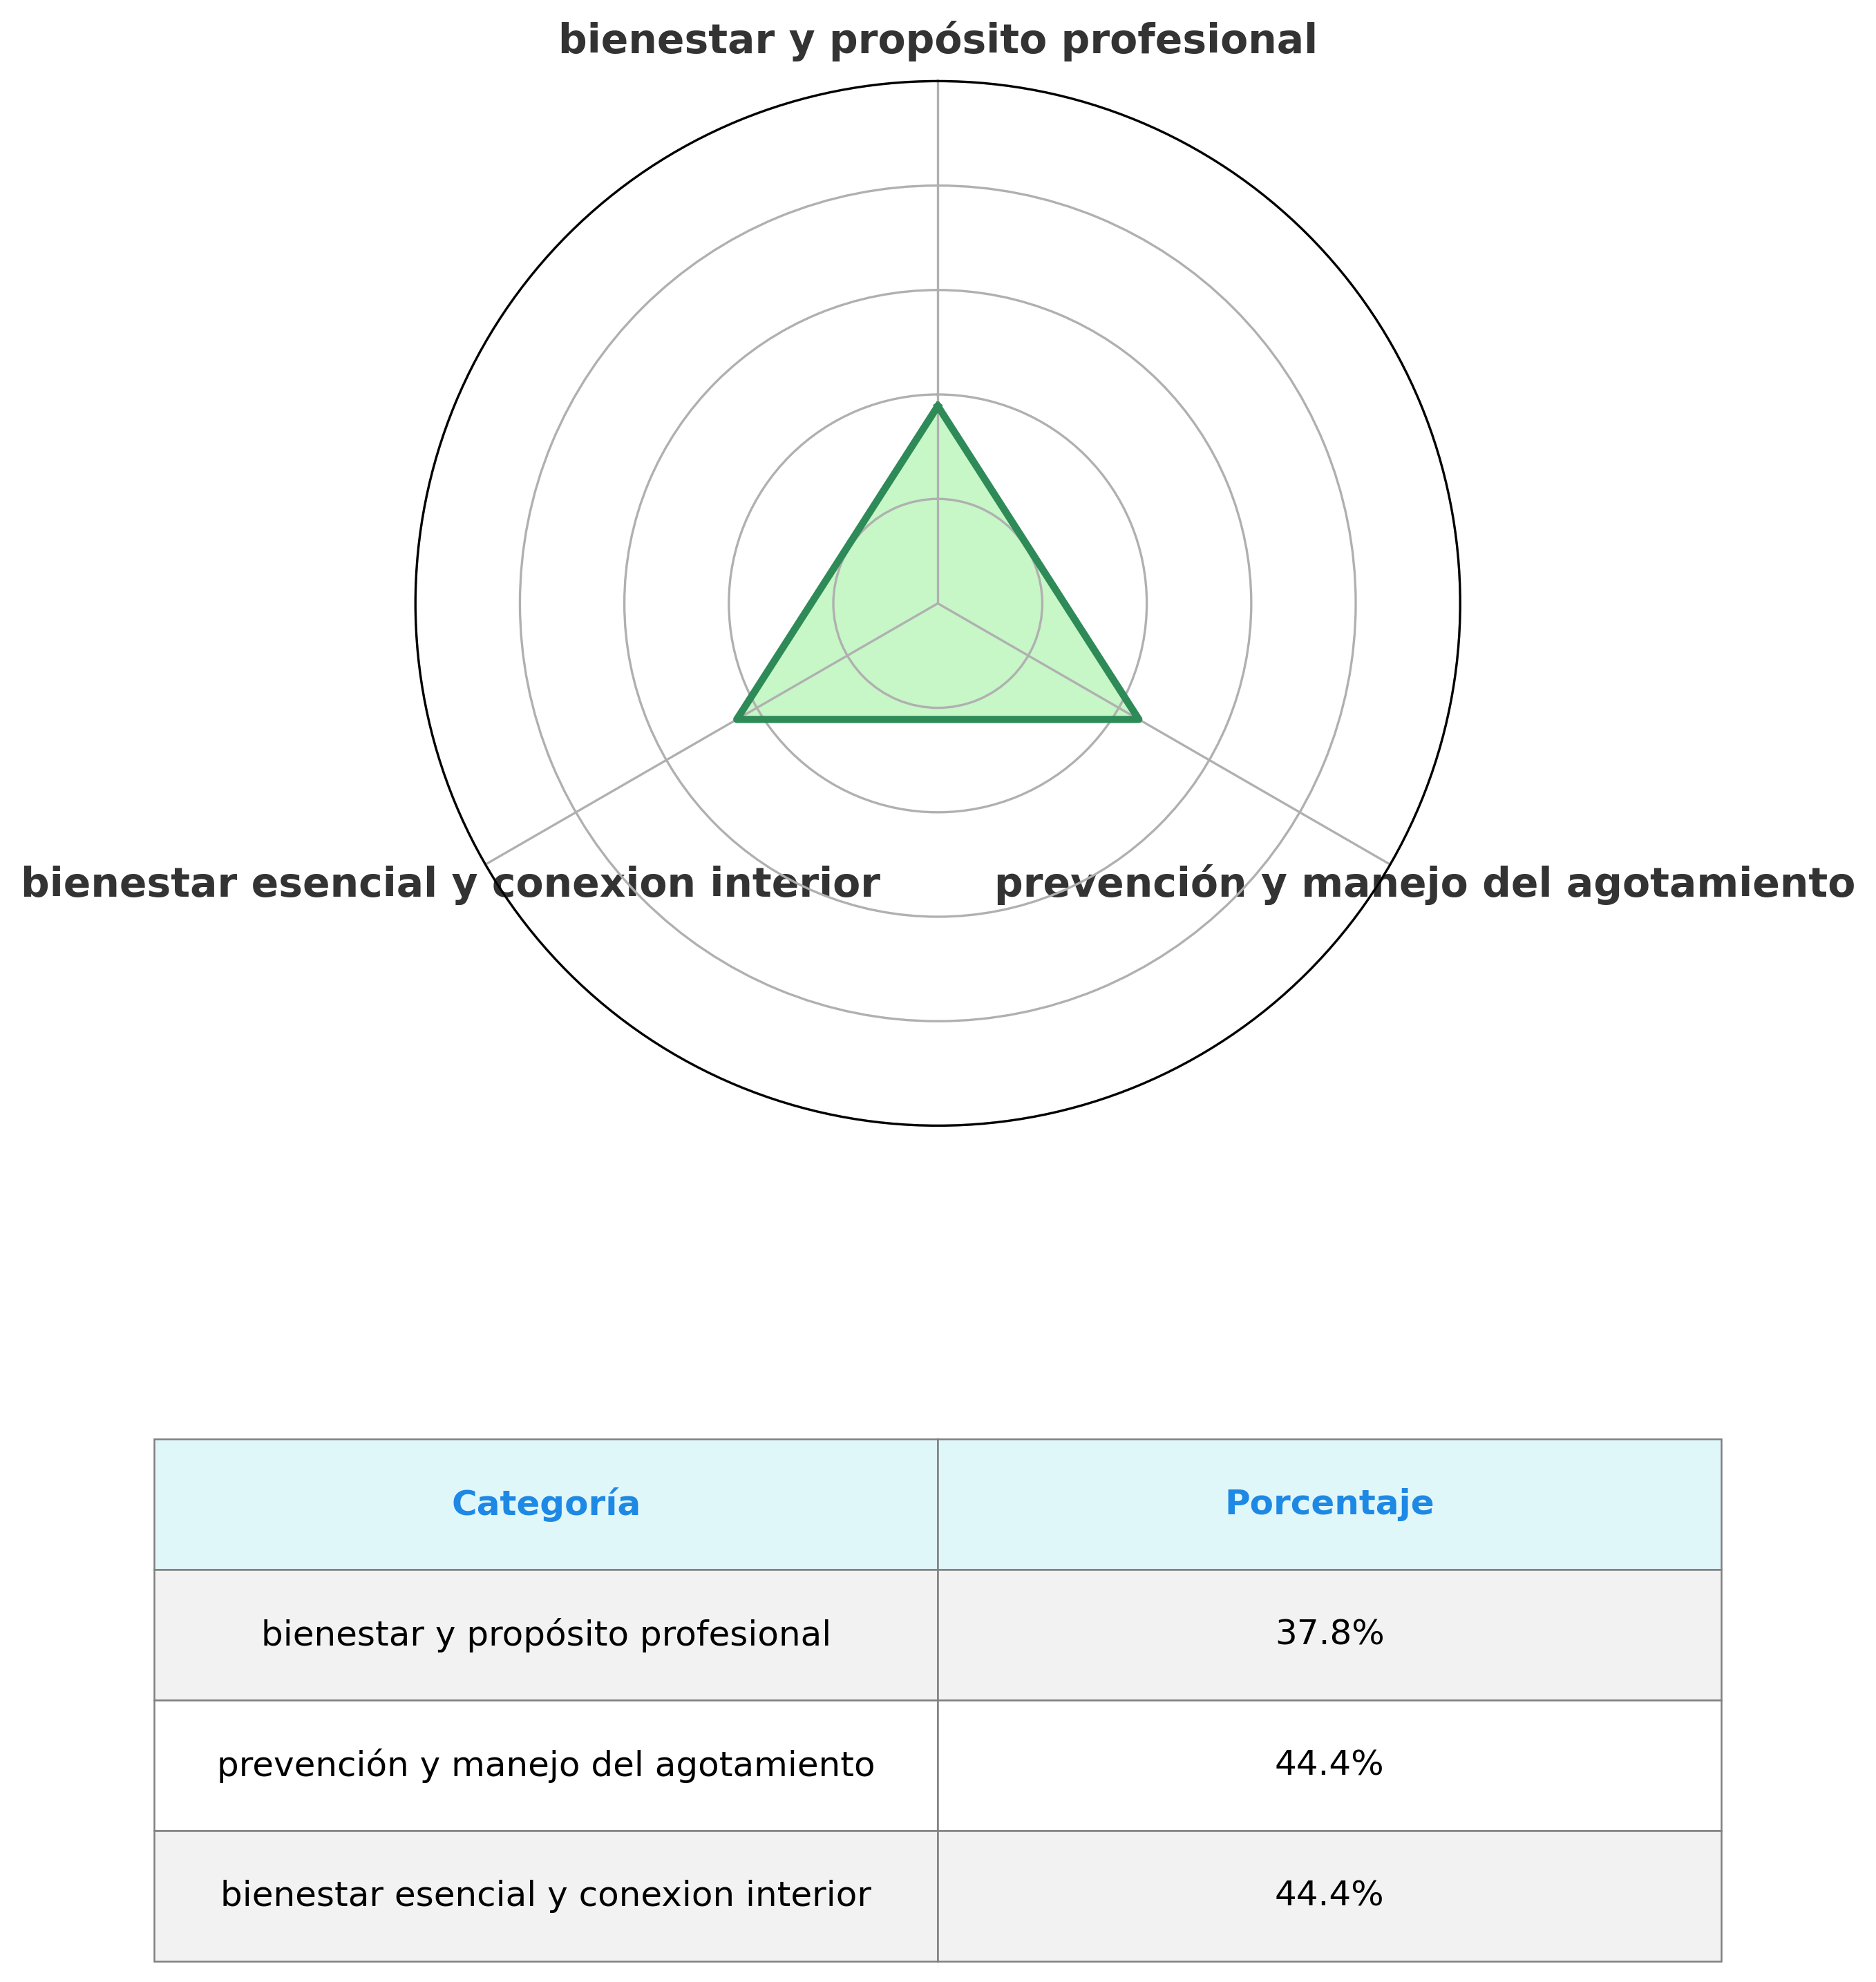 bienestar y propósito profesional
bienestar esencial y conexion interior
prevención y manejo del agotamiento
Categoría Porcentaje
bienestar y propósito profesional 37.8%
prevención y manejo del agotamiento 44.4%
bienestar esencial y conexion interior 44.4%